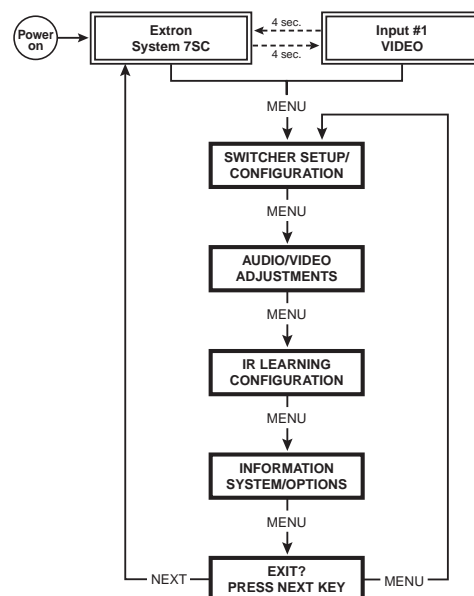 Power
on
Extron
System 7SC
4 sec.
4 sec.
Input #1
VIDEO
MENU
SWITCHER SETUP/
CONFIGURATION
MENU
AUDIO/VIDEO
ADJUSTMENTS
MENU
IR LEARNING
CONFIGURATION
MENU
INFORMATION
SYSTEM/OPTIONS
MENU
NEXT
EXIT?
PRESS NEXT KEY
MENU